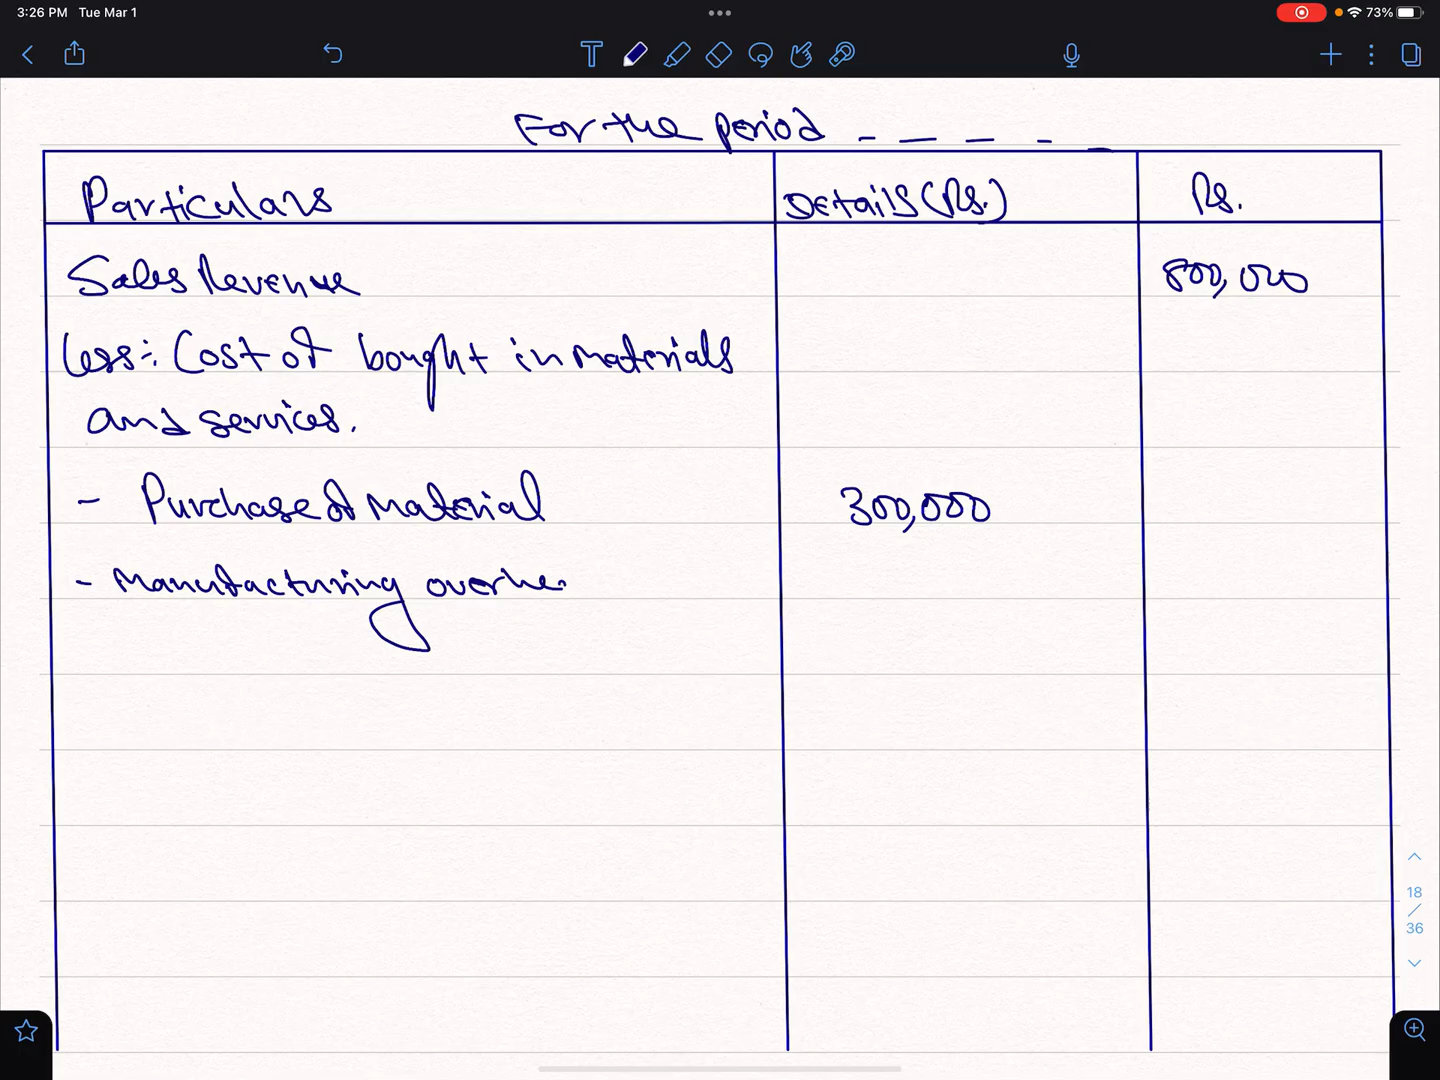 3:26 PM Tue Mar 1
73%
For the period - - - - -
Particulars Details (Rs.) Rs.
Sales Revenue 800,000
Less: Cost of bought in materials
and services.
- Purchase of Material 300,000
- Manufacturing overhe
18
/
36